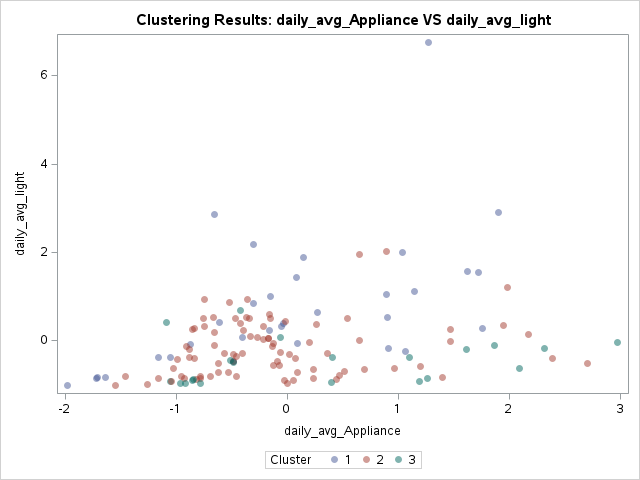 Clustering Results: daily_avg_Appliance VS daily_avg_light
6
4
2
0
daily_avg_light
-2 -1 0 1 2 3
daily_avg_Appliance
Cluster 1 2 3